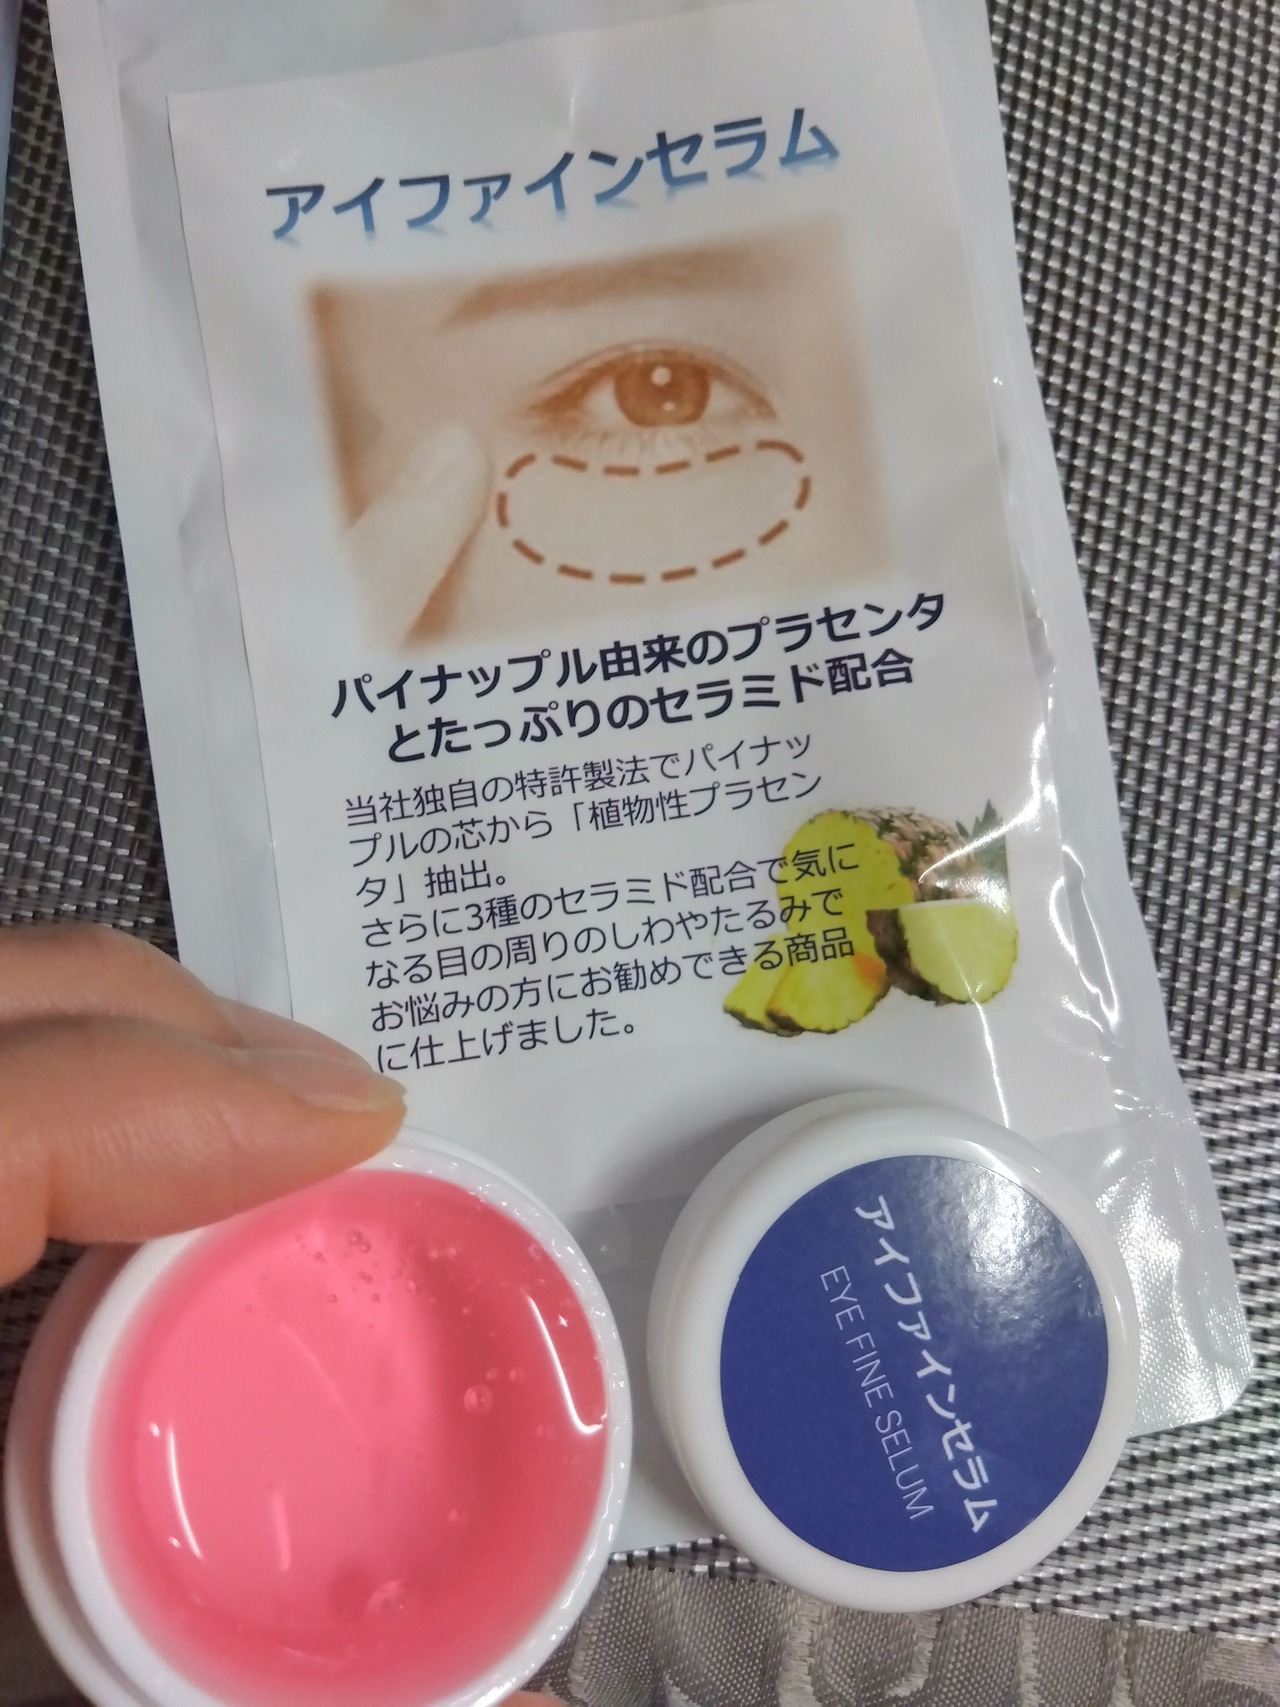 アイファインセラム
パイナップル由来のプラセンタ
とたっぷりのセラミド配合
当社独自の特許製法でパイナッ
プルの芯から「植物性プラセン
タ」抽出。
さらに3種のセラミド配合で気に
なる目の周りのしわやたるみで
お悩みの方にお勧めできる商品
に仕上げました。
アイファインセラム
EYE FINE SELUM